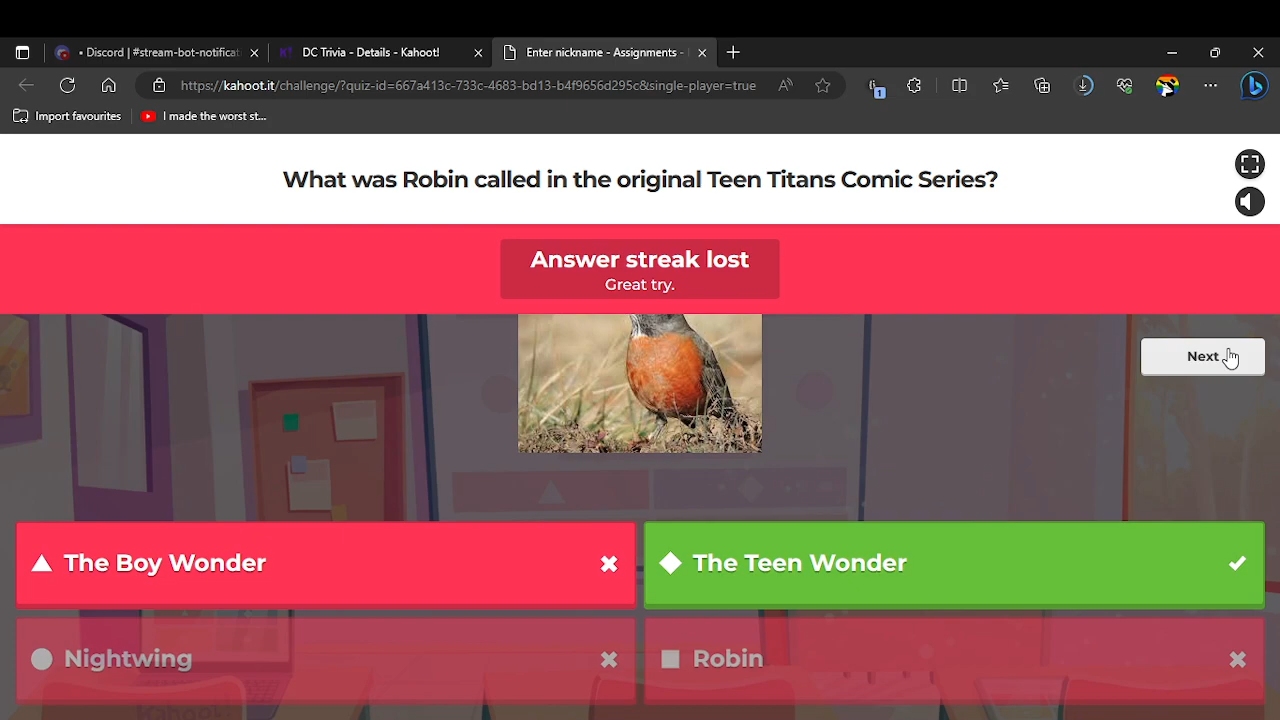 • Discord | #stream-bot-notificat
DC Trivia - Details - Kahoot!
Enter nickname - Assignments -
https://kahoot.it/challenge/?quiz-id=667a413c-733c-4683-bd13-b4f9656d295c&single-player=true
1
Import favourites
I made the worst st...
What was Robin called in the original Teen Titans Comic Series?
Answer streak lost
Great try.
Next
The Boy Wonder
The Teen Wonder
Nightwing
Robin
Kahoot!